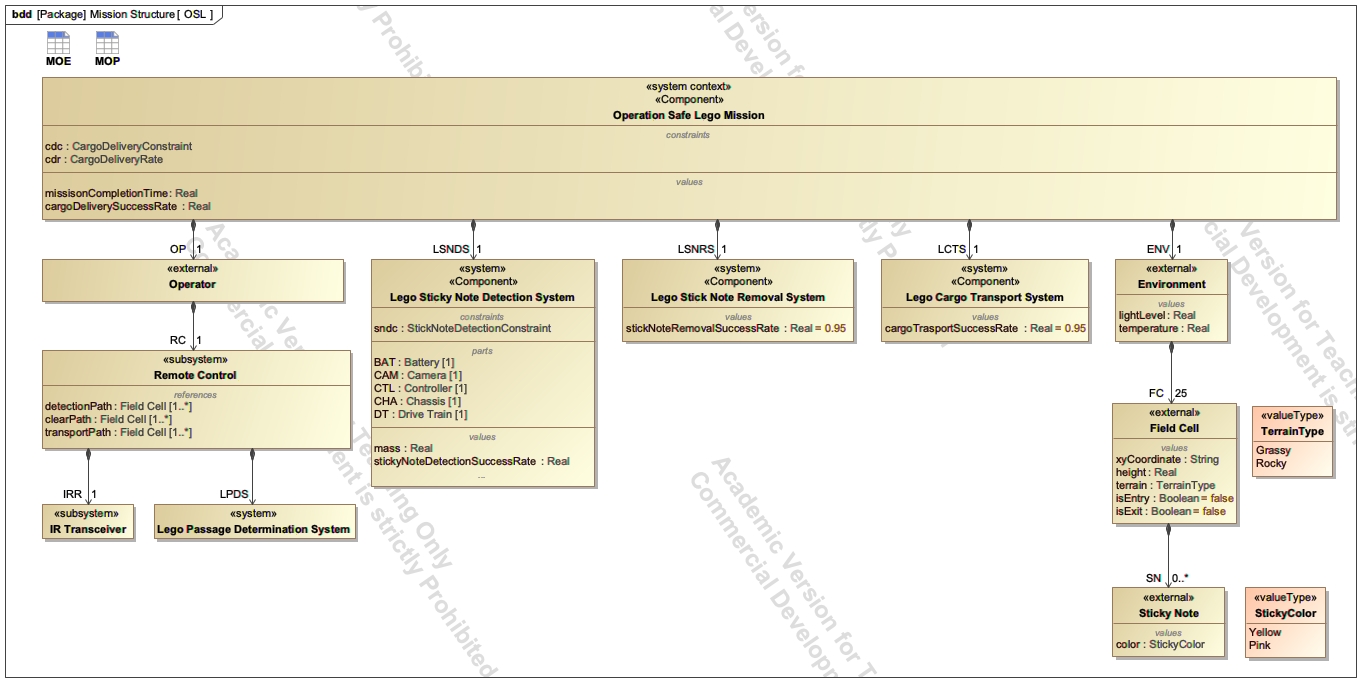 bdd [Package] Mission Structure [ OSL ]
MOE
MOP
«system context»
«Component»
Operation Safe Lego Mission
constraints
cdc : CargoDeliveryConstraint
cdr : CargoDeliveryRate
values
missisonCompletionTime : Real
cargoDeliverySuccessRate : Real
OP 1
«external»
Operator
RC 1
«subsystem»
Remote Control
references
detectionPath : Field Cell [1..*]
clearPath : Field Cell [1..*]
transportPath : Field Cell [1..*]
IRR 1
«subsystem»
IR Transceiver
LPDS
«system»
Lego Passage Determination System
LSNDS 1
«system»
«Component»
Lego Sticky Note Detection System
constraints
sndc : StickNoteDetectionConstraint
parts
BAT : Battery [1]
CAM : Camera [1]
CTL : Controller [1]
CHA : Chassis [1]
DT : Drive Train [1]
values
mass : Real
stickyNoteDetectionSuccessRate : Real
...
LSNRS 1
«system»
«Component»
Lego Stick Note Removal System
values
stickNoteRemovalSuccessRate : Real = 0.95
LCTS 1
«system»
«Component»
Lego Cargo Transport System
values
cargoTrasportSuccessRate : Real = 0.95
ENV 1
«external»
Environment
values
lightLevel : Real
temperature : Real
FC 25
«external»
Field Cell
values
xyCoordinate : String
height : Real
terrain : TerrainType
isEntry : Boolean = false
isExit : Boolean = false
«valueType»
TerrainType
Grassy
Rocky
SN 0..*
«external»
Sticky Note
values
color : StickyColor
«valueType»
StickyColor
Yellow
Pink
Academic Version for T
Commercial Develop